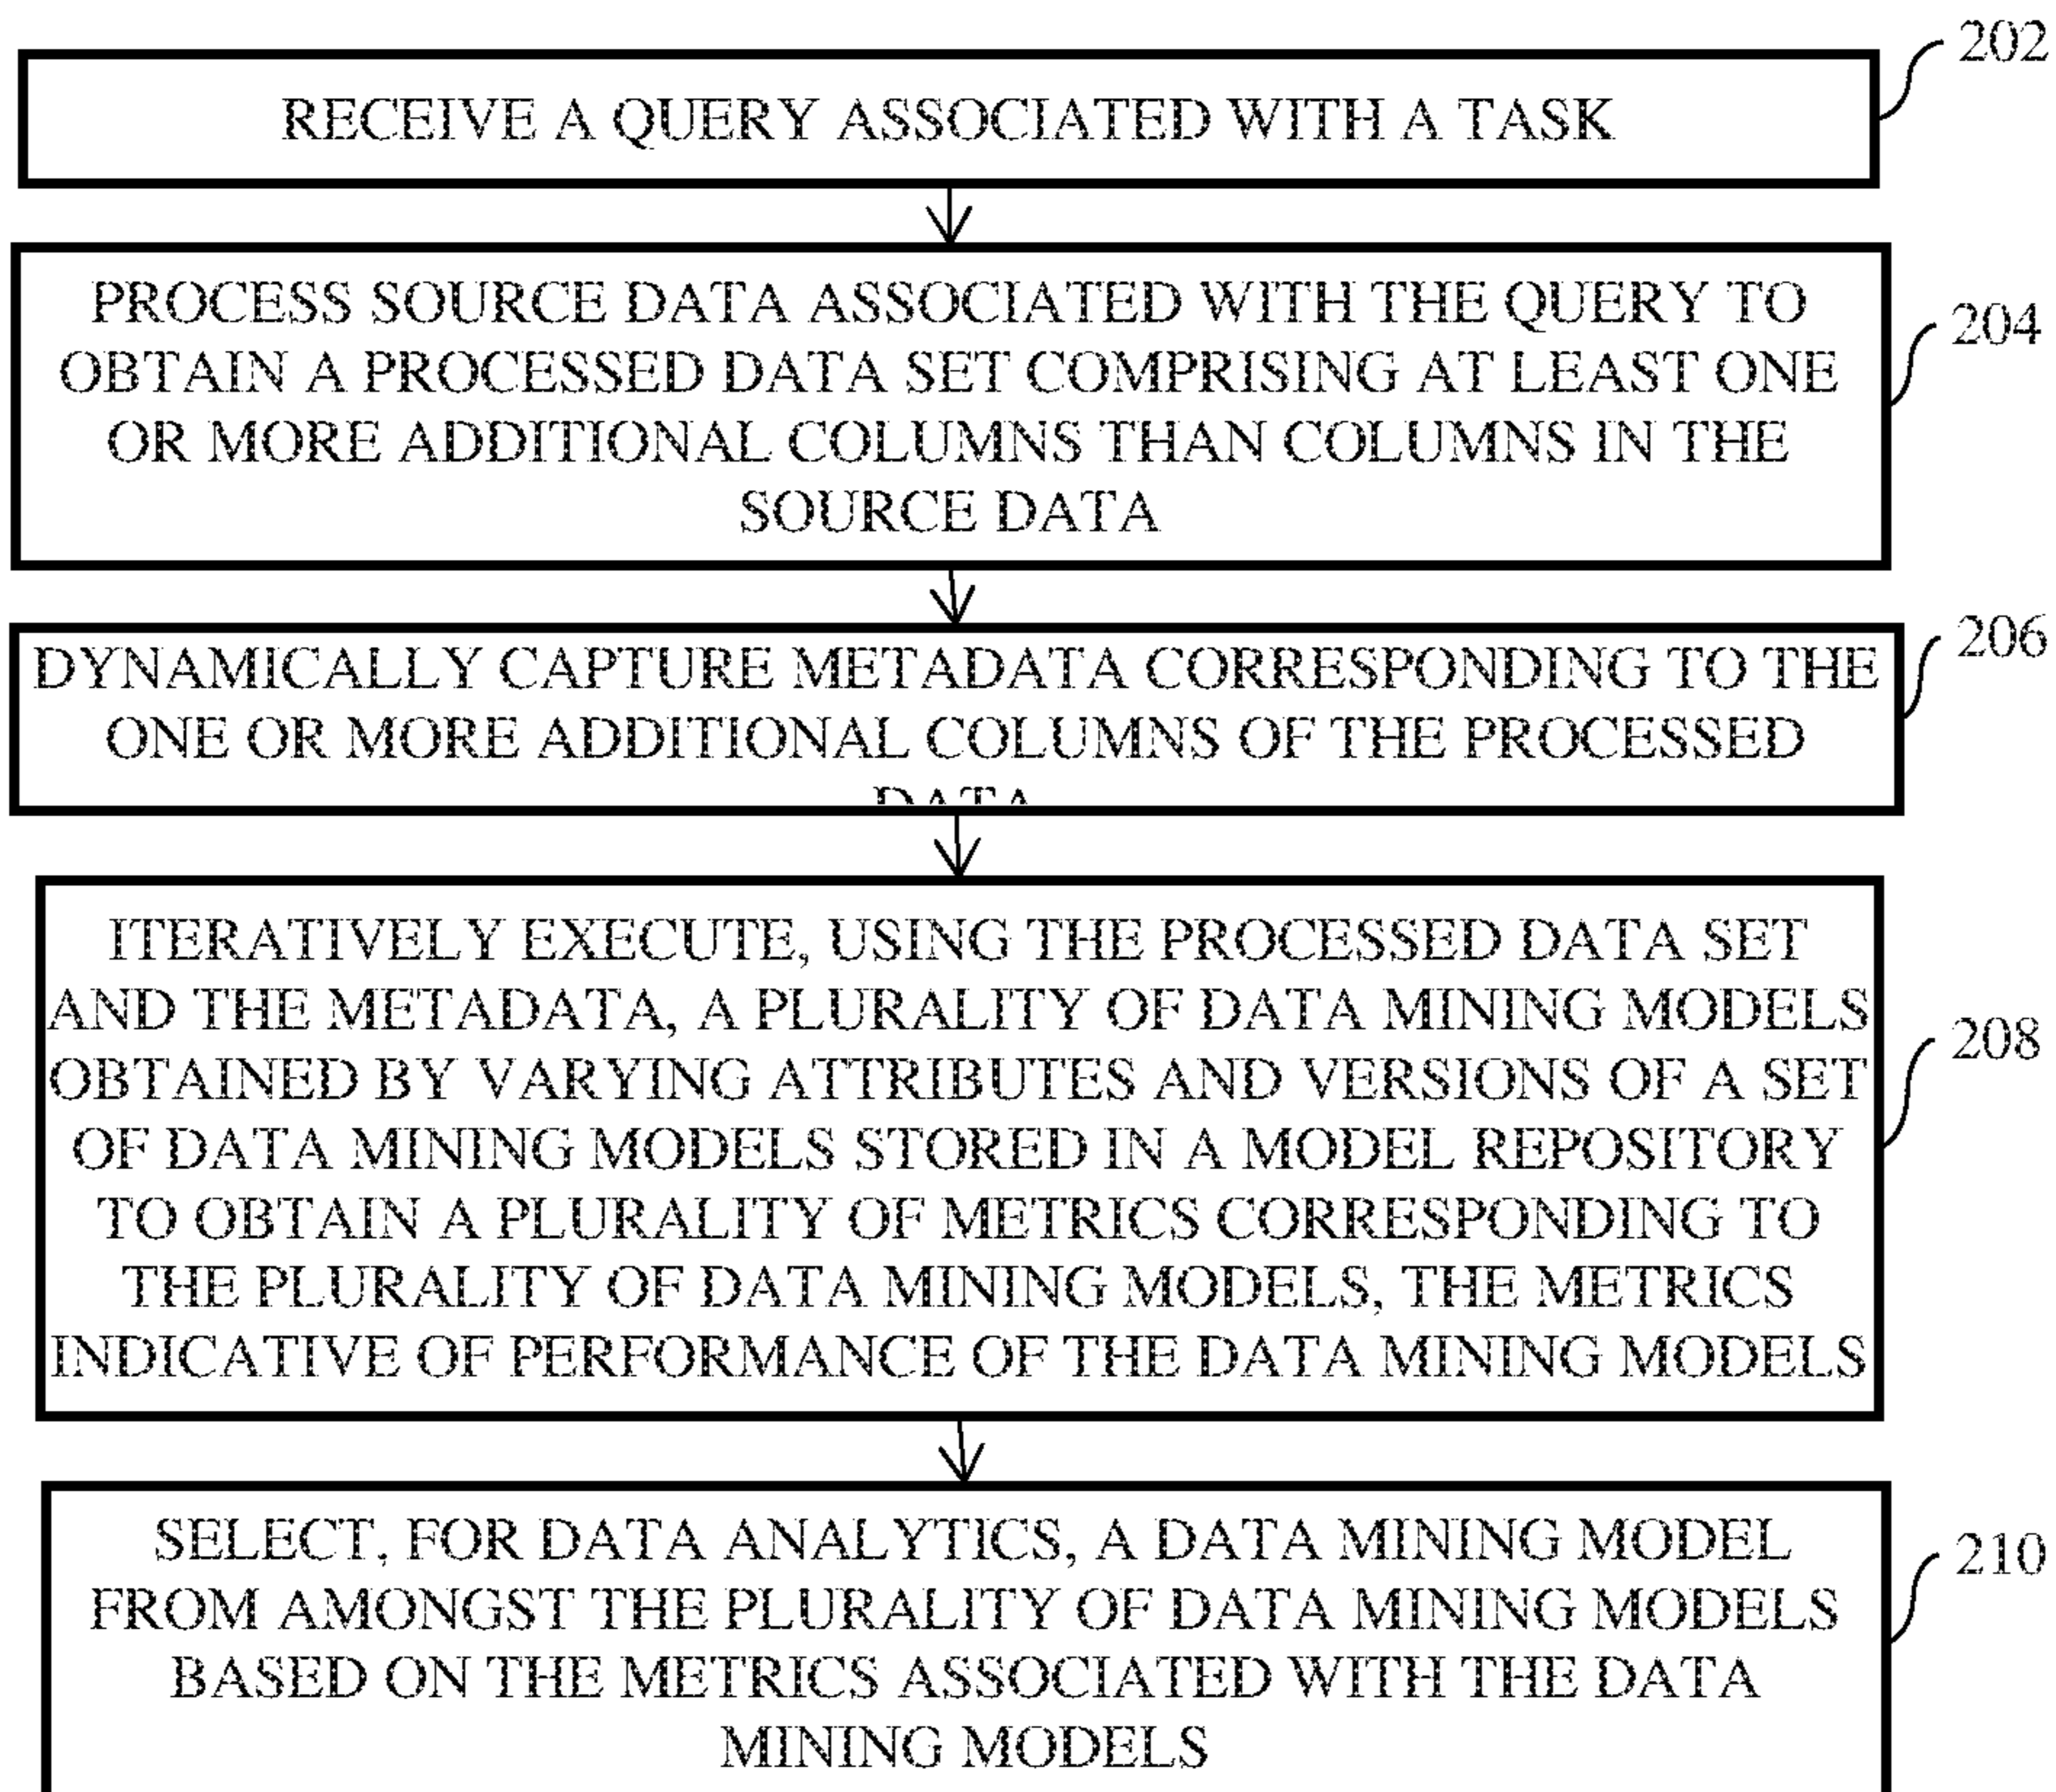 202
RECEIVE A QUERY ASSOCIATED WITH A TASK
PROCESS SOURCE DATA ASSOCIATED WITH THE QUERY TO
OBTAIN A PROCESSED DATA SET COMPRISING AT LEAST ONE
OR MORE ADDITIONAL COLUMNS THAN COLUMNS IN THE
SOURCE DATA
204
DYNAMICALLY CAPTURE METADATA CORRESPONDING TO THE
ONE OR MORE ADDITIONAL COLUMNS OF THE PROCESSED
DATA
206
ITERATIVELY EXECUTE, USING THE PROCESSED DATA SET
AND THE METADATA, A PLURALITY OF DATA MINING MODELS
OBTAINED BY VARYING ATTRIBUTES AND VERSIONS OF A SET
OF DATA MINING MODELS STORED IN A MODEL REPOSITORY
TO OBTAIN A PLURALITY OF METRICS CORRESPONDING TO
THE PLURALITY OF DATA MINING MODELS, THE METRICS
INDICATIVE OF PERFORMANCE OF THE DATA MINING MODELS
208
SELECT, FOR DATA ANALYTICS, A DATA MINING MODEL
FROM AMONGST THE PLURALITY OF DATA MINING MODELS
BASED ON THE METRICS ASSOCIATED WITH THE DATA
MINING MODELS
210